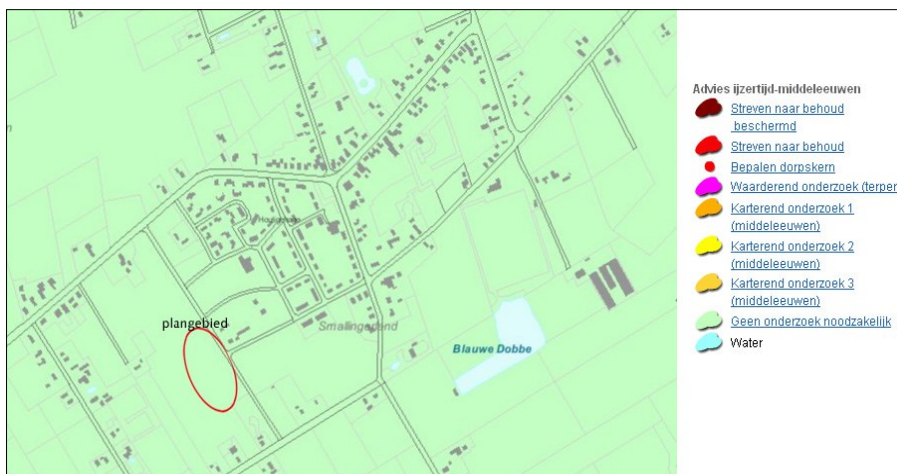 plangebied
Smallingerland
Blauwe Dobbe
Advies ijzertijd-middeleeuwen
Streven naar behoud
beschermd
Streven naar behoud
Bepalen dorpskern
Waarderend onderzoek (terper
Karterend onderzoek 1
(middeleeuwen)
Karterend onderzoek 2
(middeleeuwen)
Karterend onderzoek 3
(middeleeuwen)
Geen onderzoek noodzakelijk
Water